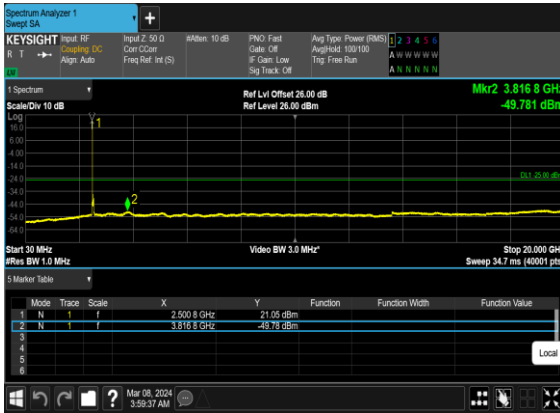 Spectrum Analyzer 1
Swept SA
+
KEYSIGHT Input: RF Input Z: 50 Ω #Atten: 10 dB PNO: Fast Avg Type: Power (RMS) 1 2 3 4 5 6
R T Coupling: DC Corr CCorr Gate: Off Avg|Hold: 100/100 A W W W W W
Align: Auto Freq Ref: Int (S) IF Gain: Low Trig: Free Run
Sig Track: Off A N N N N N
1 Spectrum Ref Lvl Offset 26.00 dB Mkr2 3.816 8 GHz
Scale/Div 10 dB Ref Level 26.00 dBm -49.781 dBm
Log
16.0
6.00
-4.00
-14.0
-24.0
-34.0
-44.0
-54.0
-64.0
1
2
DL1 -25.00 dBm
Start 30 MHz Video BW 3.0 MHz* Stop 20.000 GHz
#Res BW 1.0 MHz Sweep 34.7 ms (40001 pts)
5 Marker Table
Mode Trace Scale X Y Function Function Width Function Value
1 N 1 f 2.500 8 GHz 21.05 dBm
2 N 1 f 3.816 8 GHz -49.78 dBm
3
4
5
6
Local
? Mar 08, 2024
3:59:37 AM